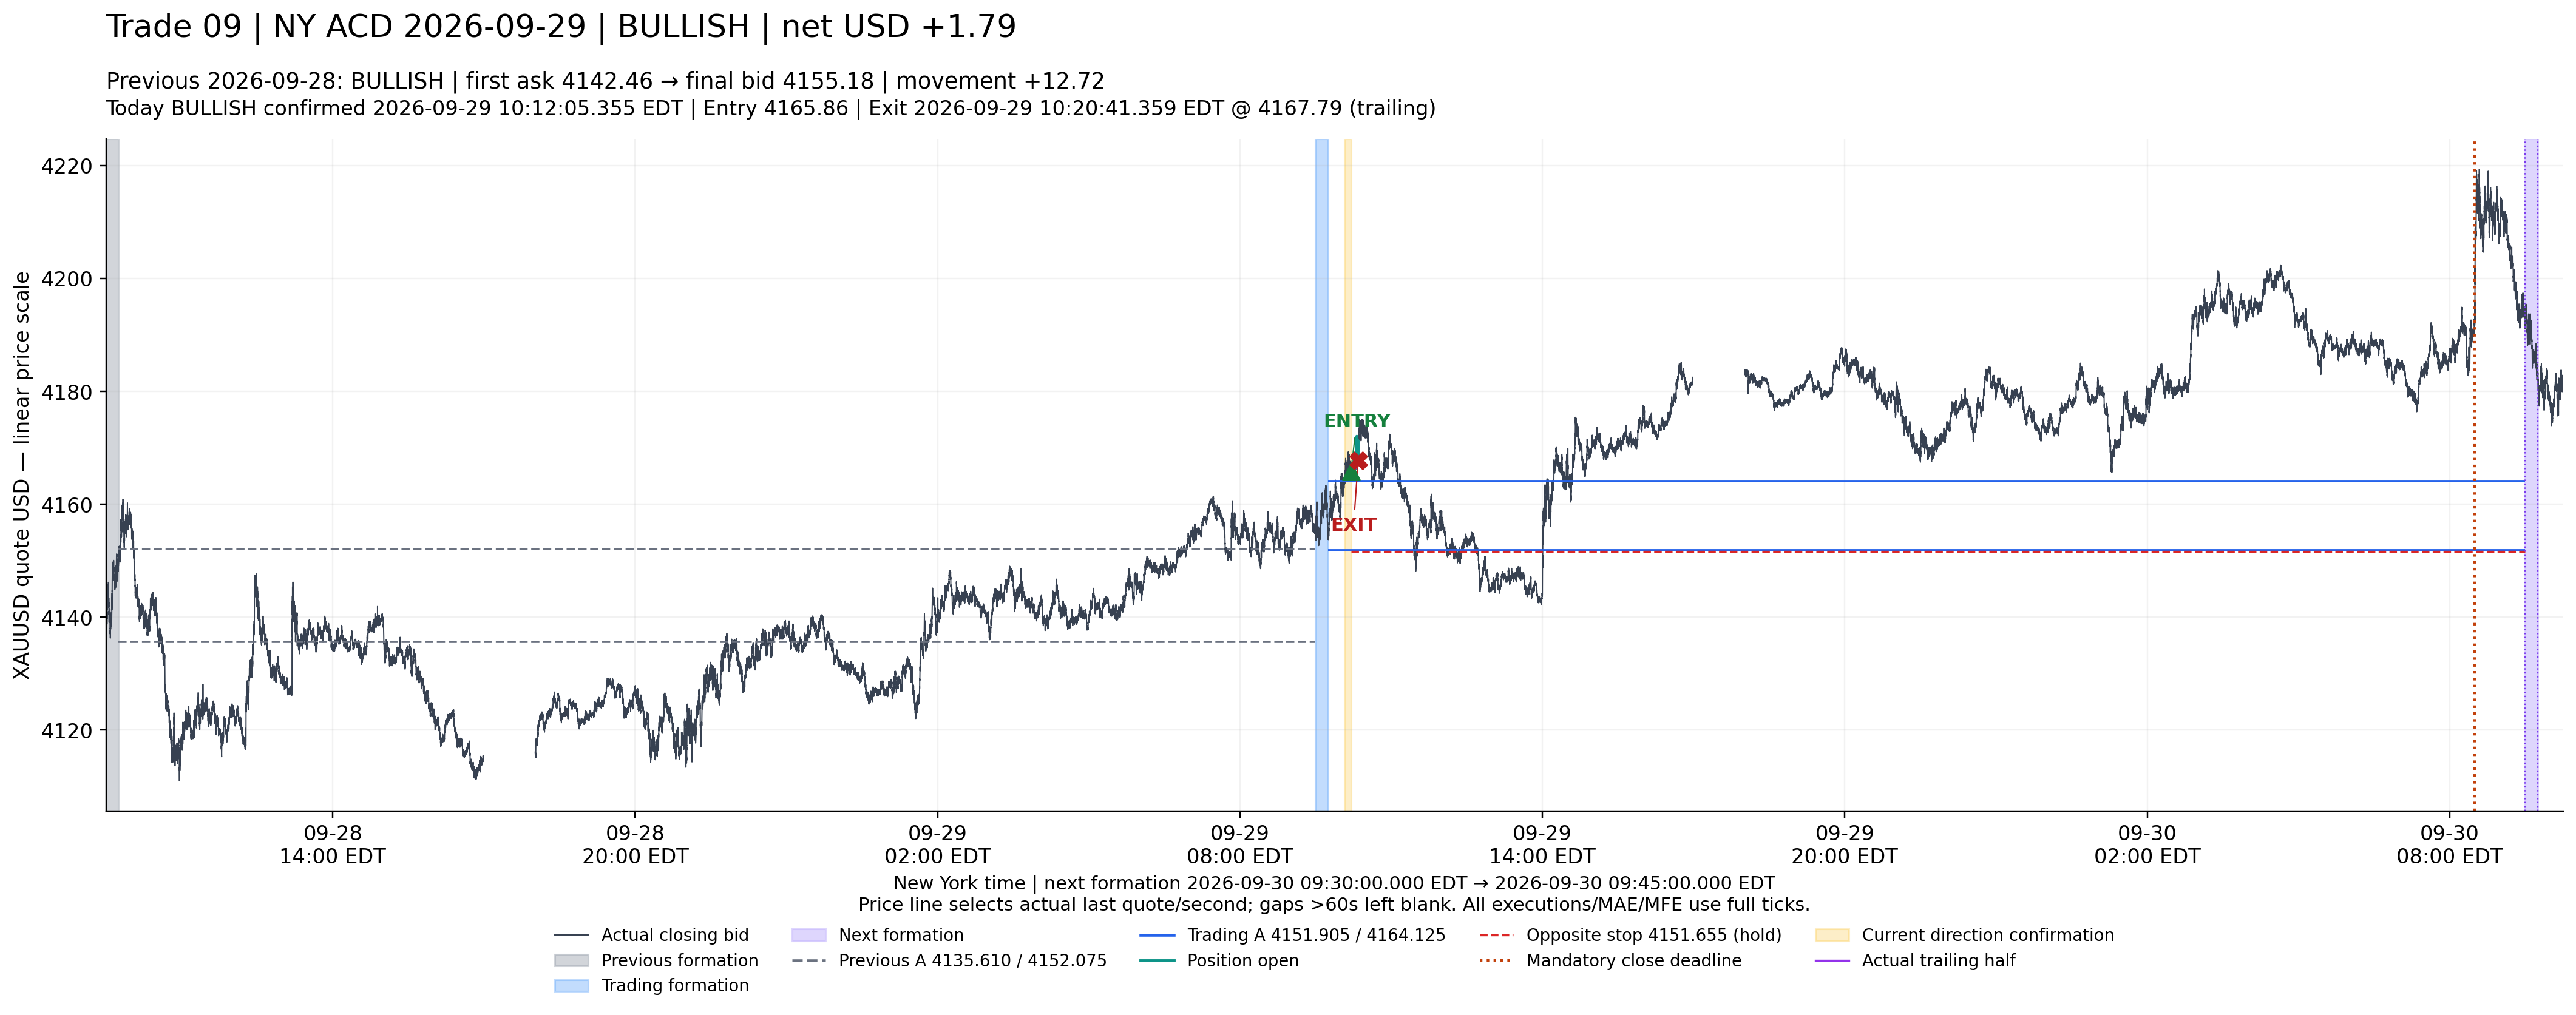 Trade 09 | NY ACD 2026-09-29 | BULLISH | net USD +1.79
Previous 2026-09-28: BULLISH | first ask 4142.46 → final bid 4155.18 | movement +12.72
Today BULLISH confirmed 2026-09-29 10:12:05.355 EDT | Entry 4165.86 | Exit 2026-09-29 10:20:41.359 EDT @ 4167.79 (trailing)
XAUUSD quote USD — linear price scale
4220
4200
4180
4160
4140
4120
ENTRY
EXIT
09-28 14:00 EDT
09-28 20:00 EDT
09-29 02:00 EDT
09-29 08:00 EDT
09-29 14:00 EDT
09-29 20:00 EDT
09-30 02:00 EDT
09-30 08:00 EDT
New York time | next formation 2026-09-30 09:30:00.000 EDT → 2026-09-30 09:45:00.000 EDT
Price line selects actual last quote/second; gaps >60s left blank. All executions/MAE/MFE use full ticks.
Actual closing bid
Previous formation
Trading formation
Next formation
Previous A 4135.610 / 4152.075
Trading A 4151.905 / 4164.125
Position open
Opposite stop 4151.655 (hold)
Mandatory close deadline
Current direction confirmation
Actual trailing half